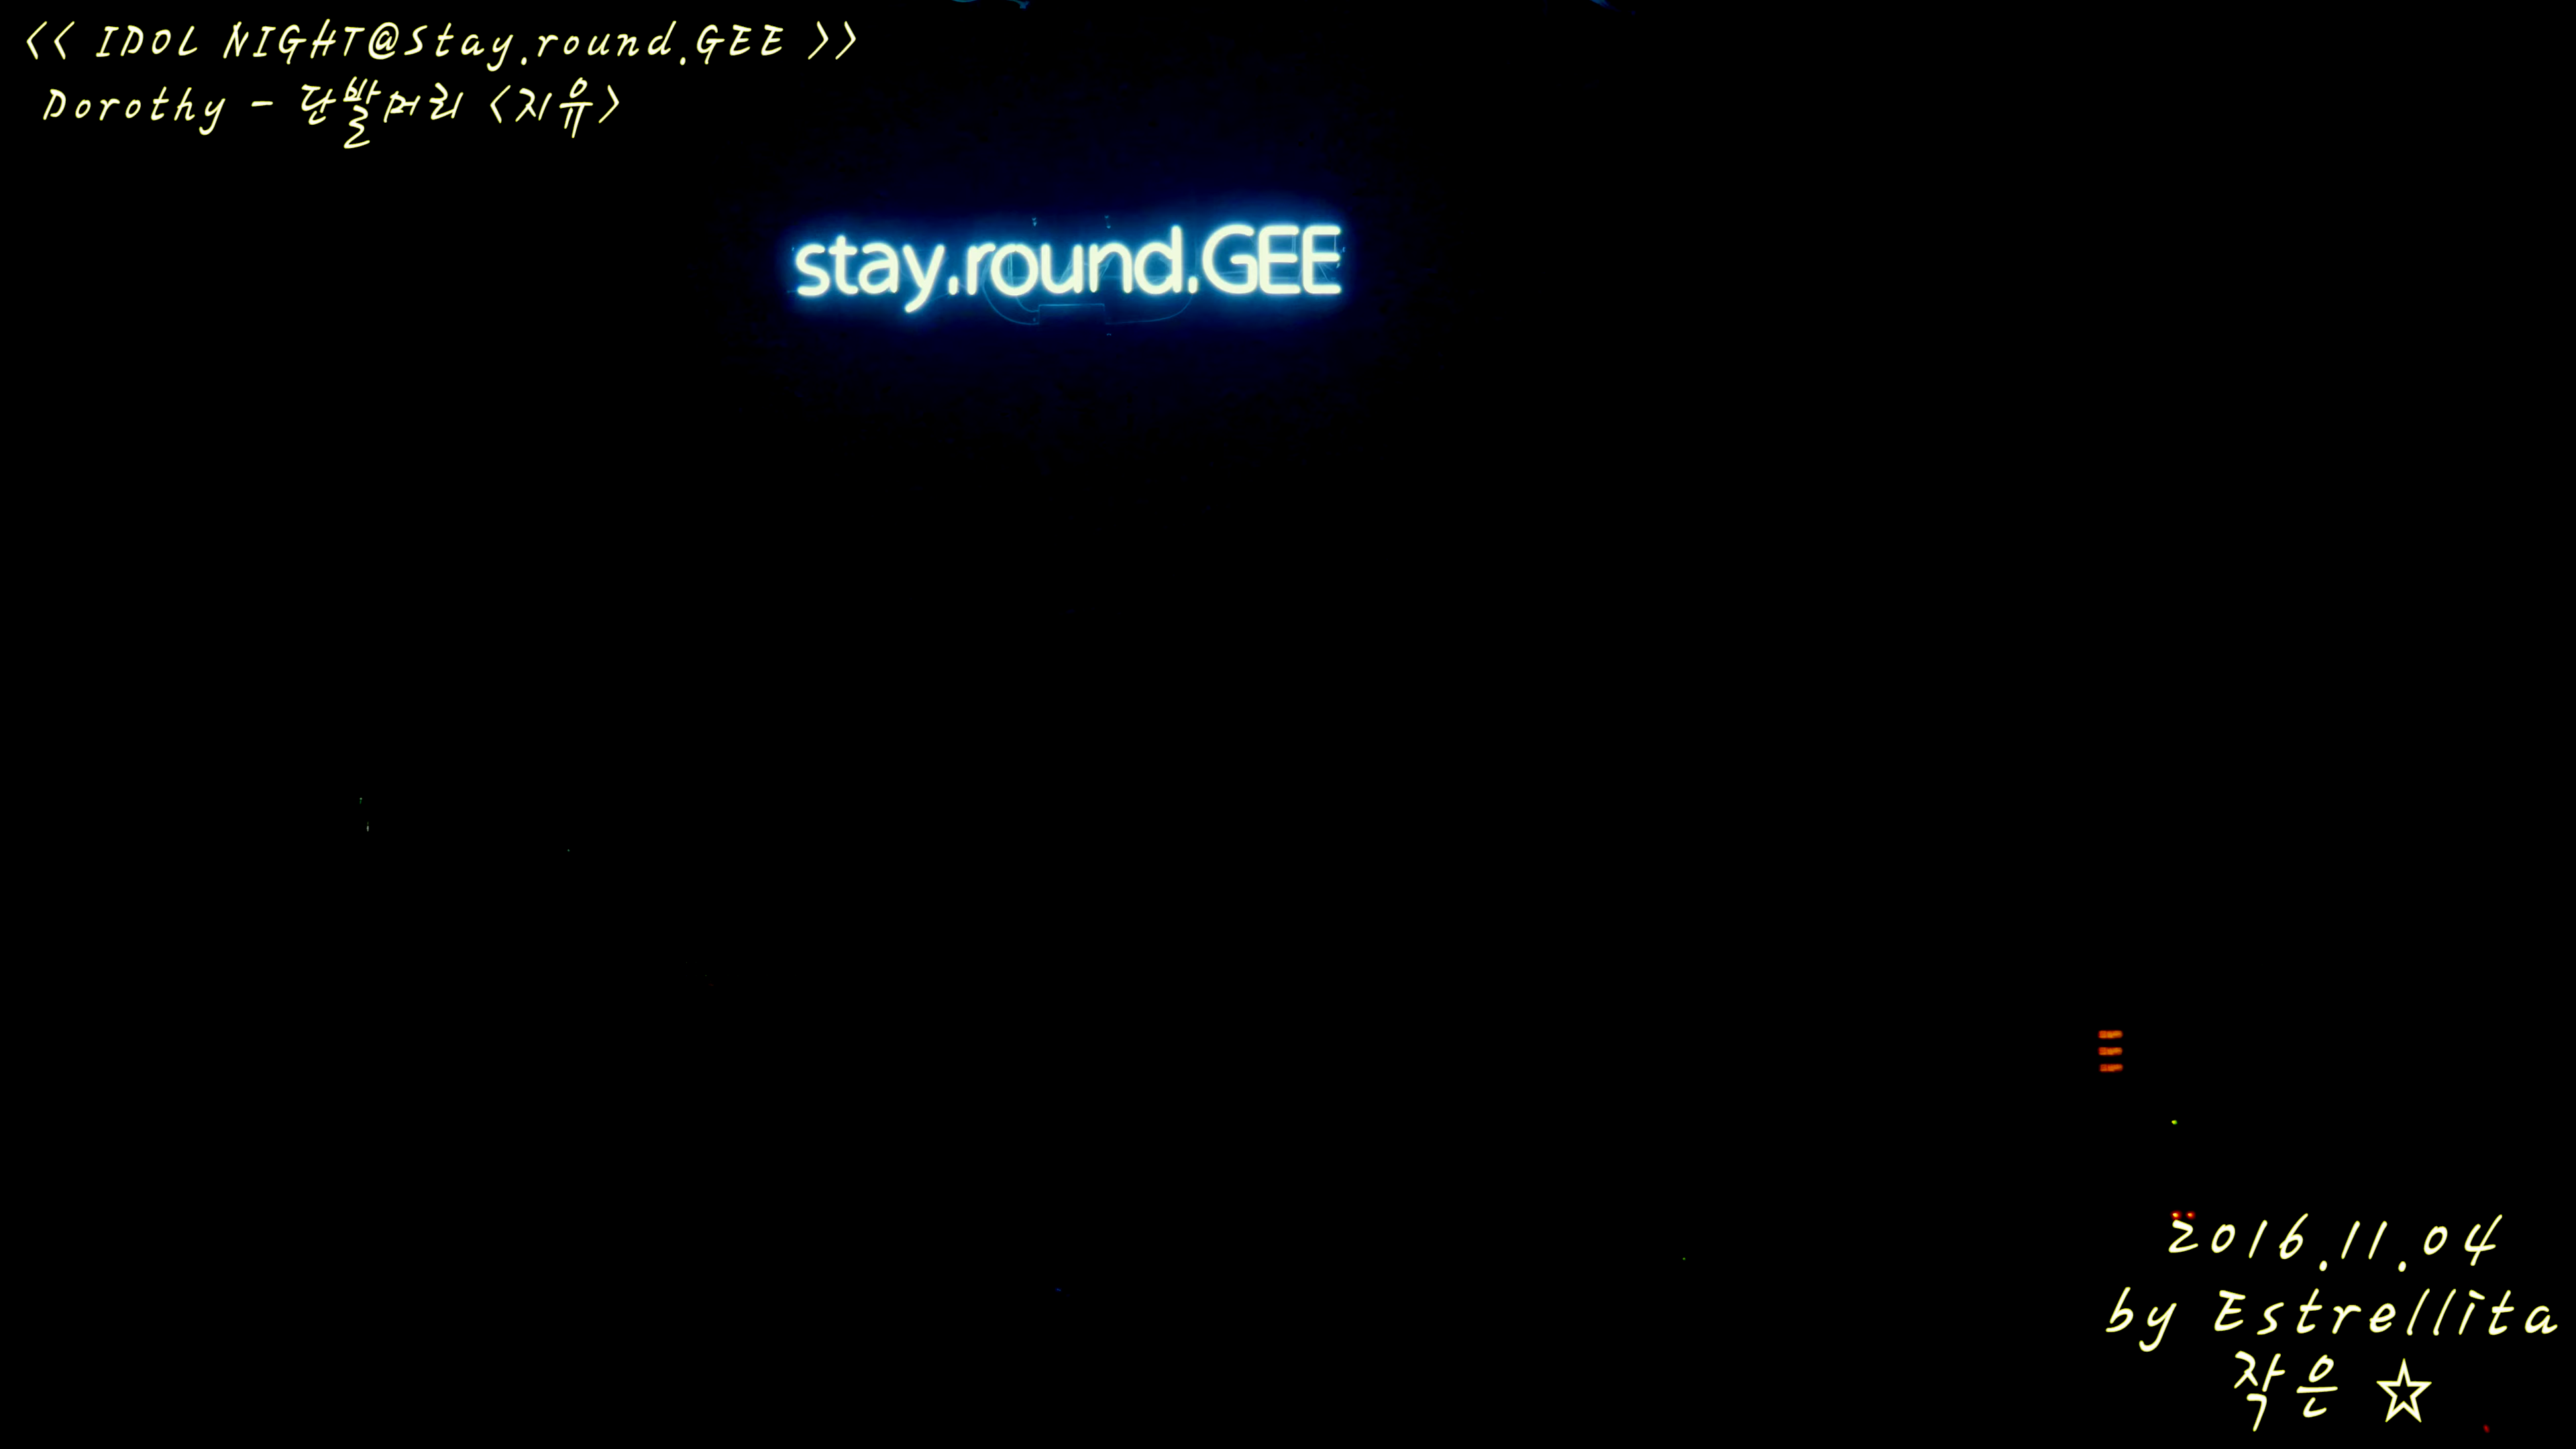 << IDOL NIGHT@Stay.round.GEE >>
Dorothy - 단발머리 <지유>
stay.round.GEE
2016.11.04
by Estrellita
작은 ☆